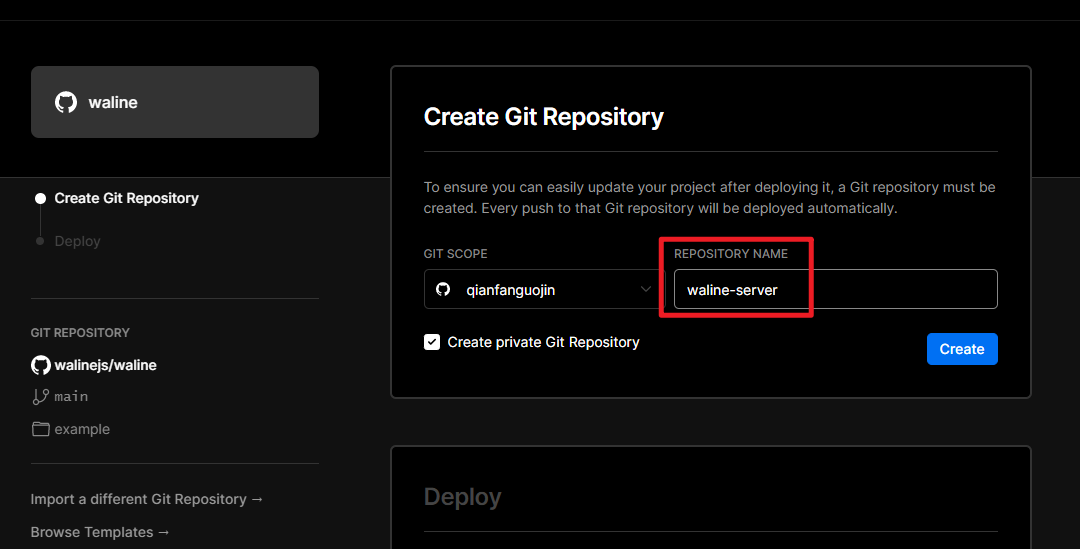 waline
Create Git Repository
Deploy
GIT REPOSITORY
walinejs/waline
main
example
Import a different Git Repository →
Browse Templates →
Create Git Repository
To ensure you can easily update your project after deploying it, a Git repository must be
created. Every push to that Git repository will be deployed automatically.
GIT SCOPE
qianfanguojin
REPOSITORY NAME
waline-server
Create private Git Repository
Create
Deploy